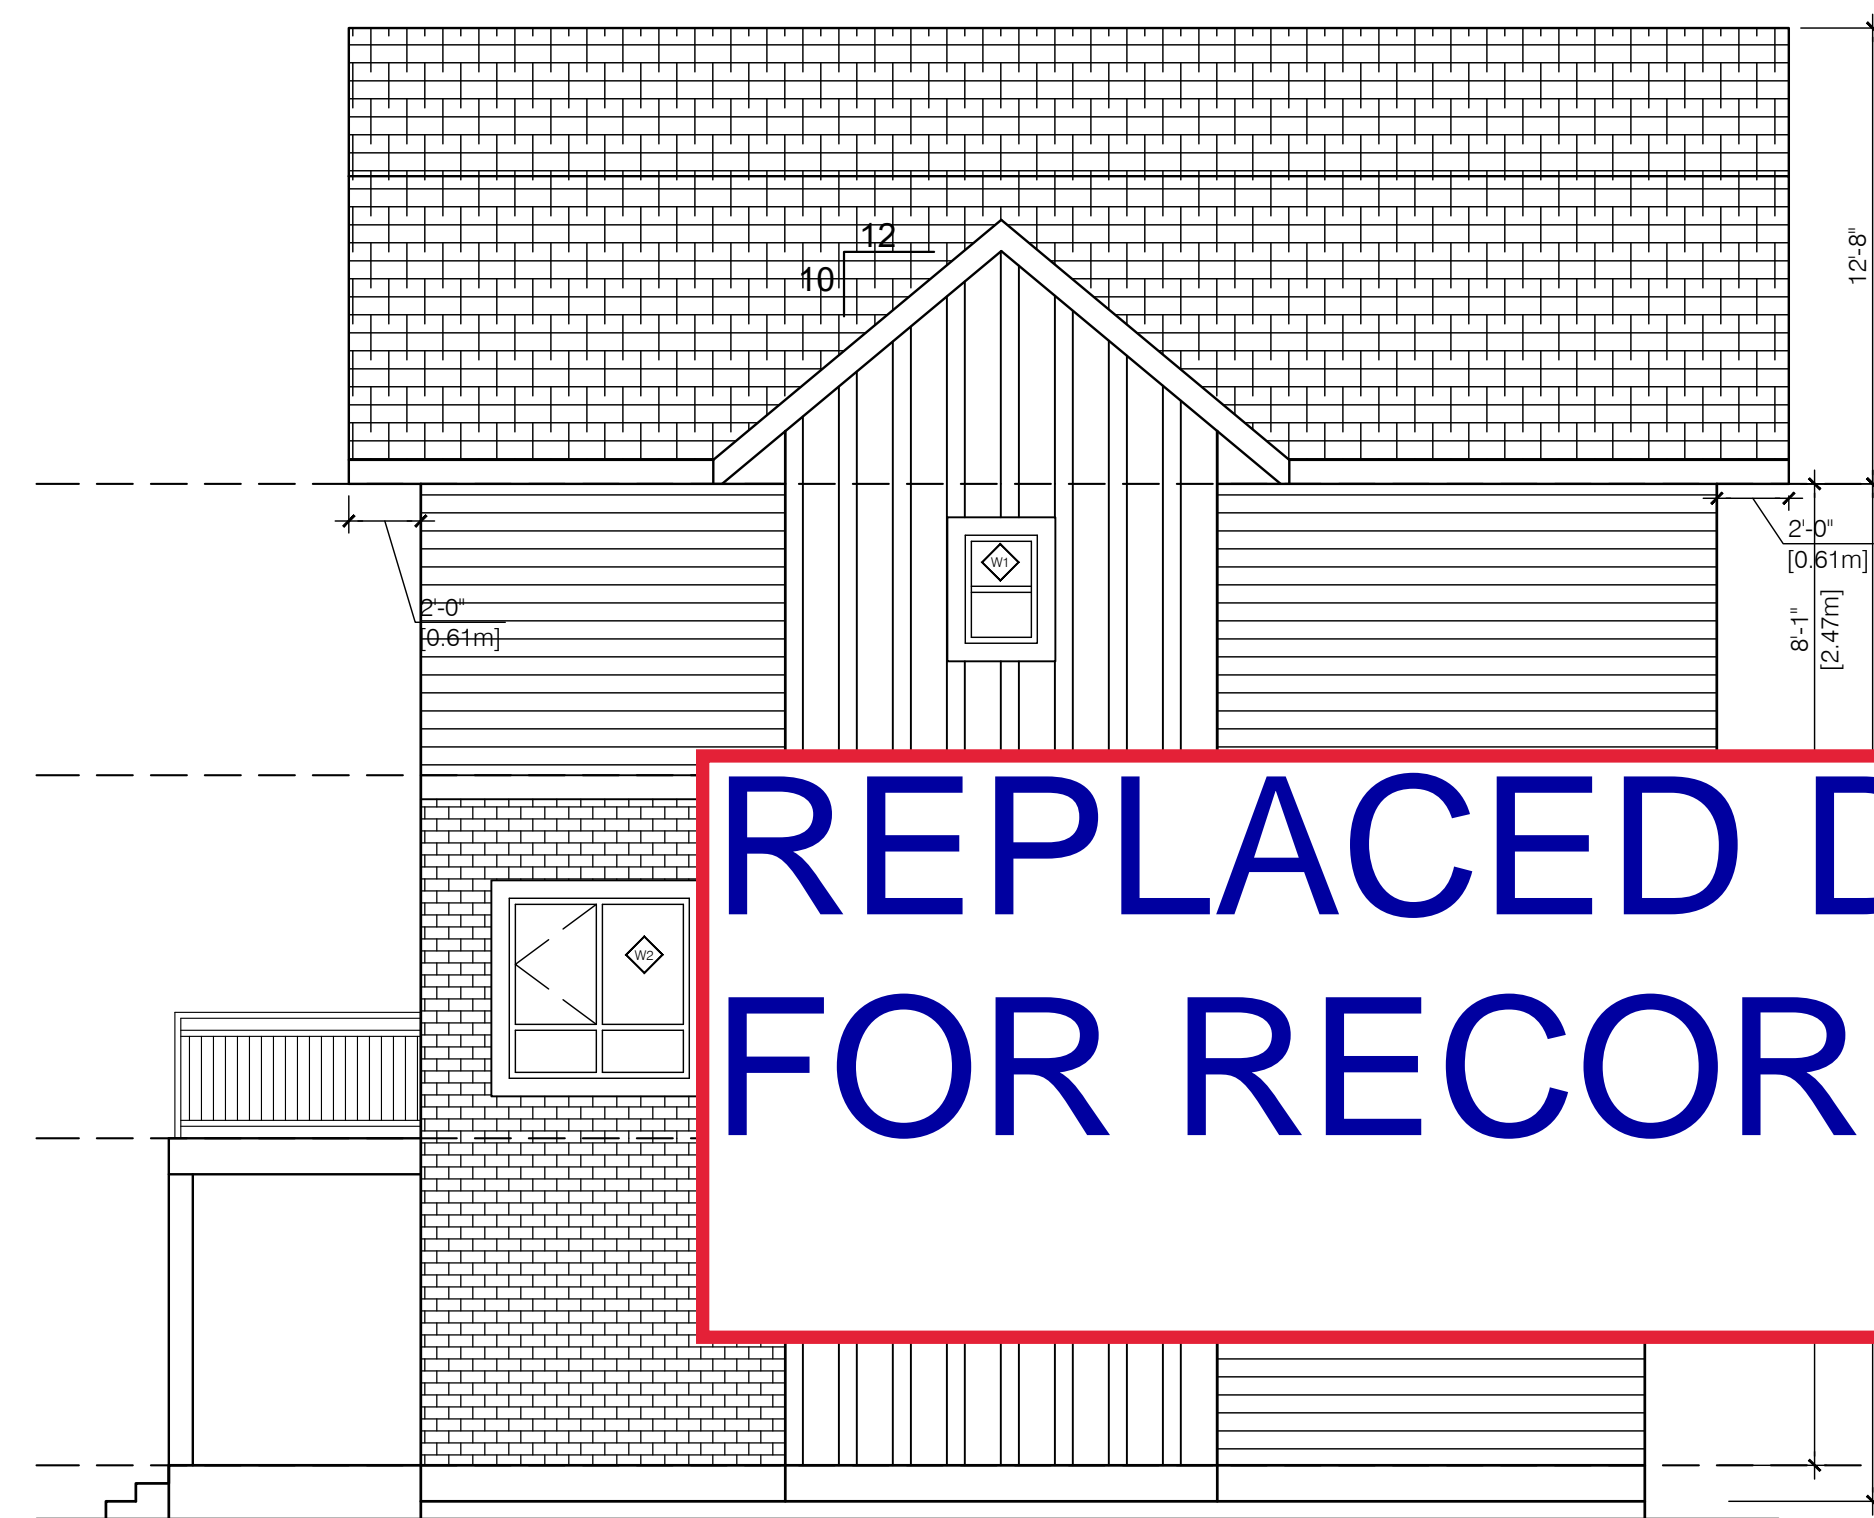 12
10
12'-8"
2'-0"
[0.61m]
W1
2'-0"
[0.61m]
8'-1"
[2.47m]
REPLACED D
FOR RECOR
W2